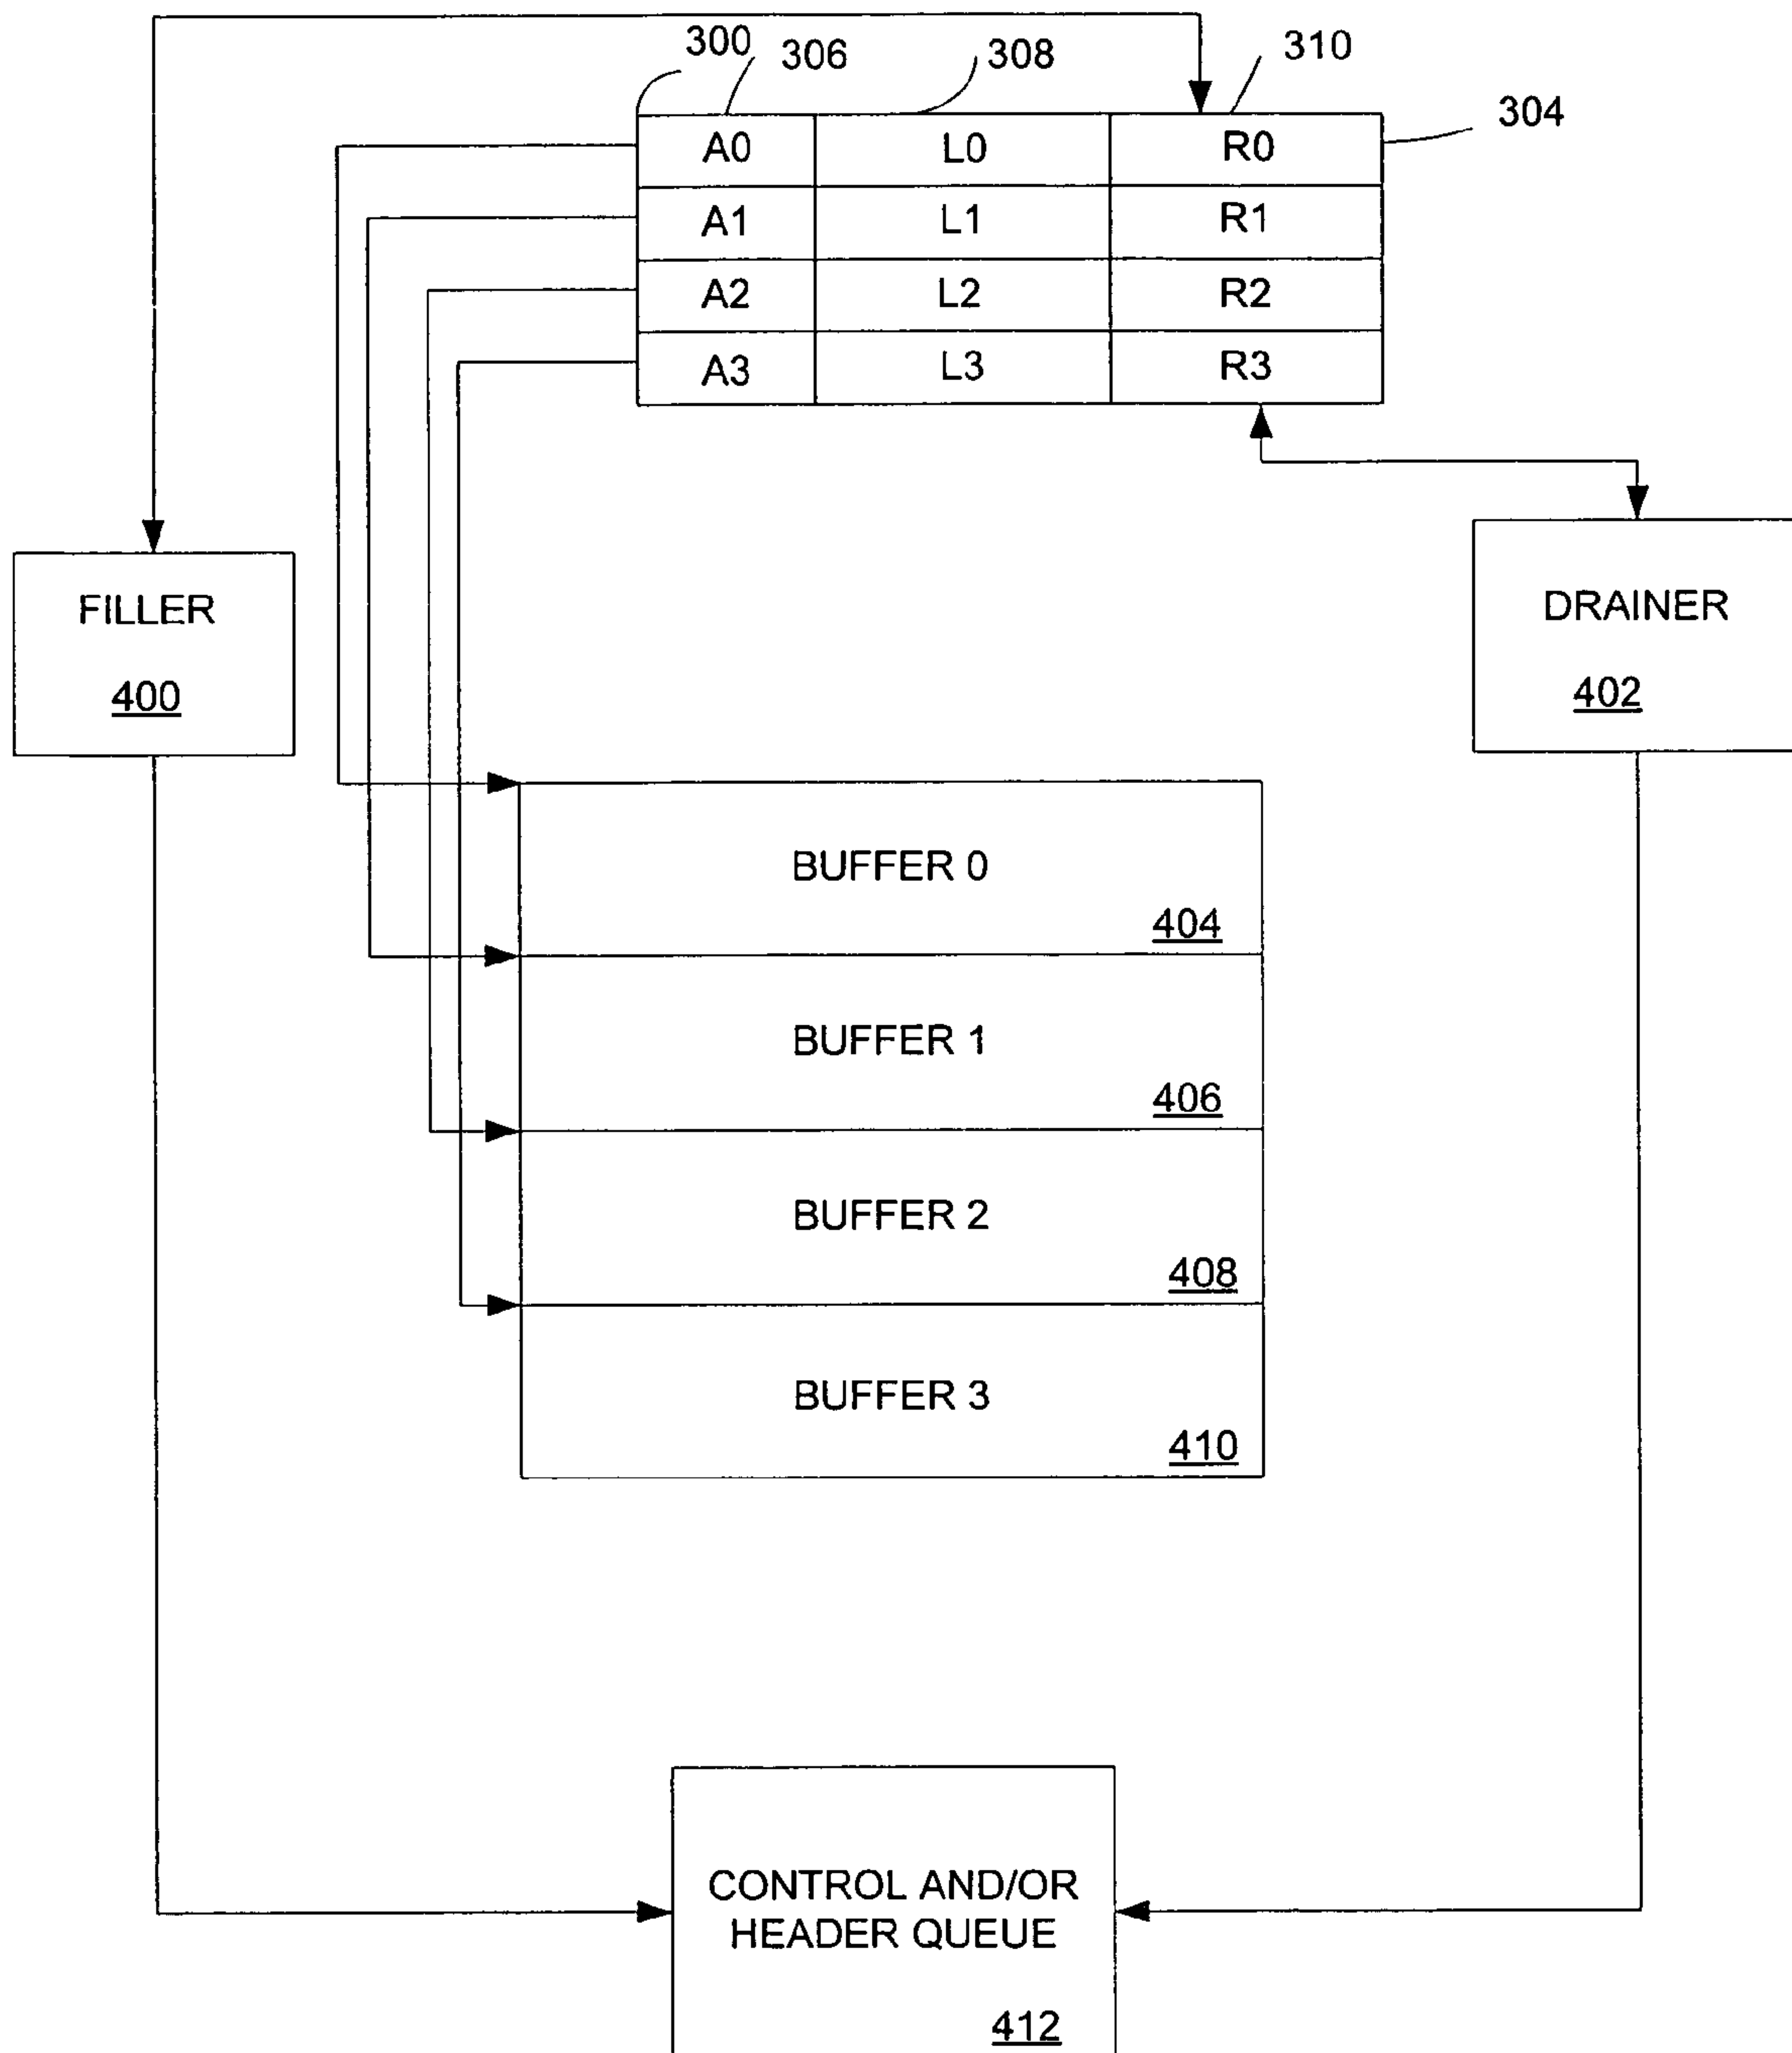 300
306
308
310
304
A0 L0 R0
A1 L1 R1
A2 L2 R2
A3 L3 R3
FILLER
400
DRAINER
402
BUFFER 0
404
BUFFER 1
406
BUFFER 2
408
BUFFER 3
410
CONTROL AND/OR
HEADER QUEUE
412